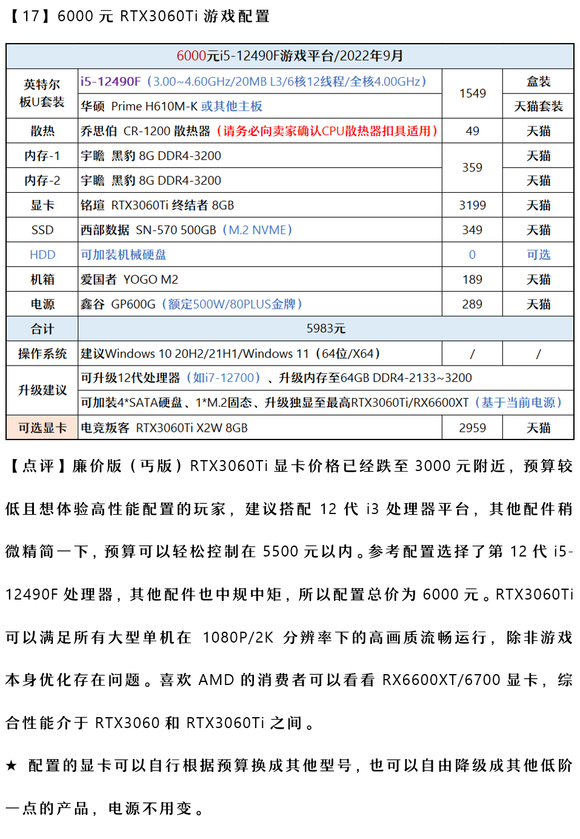 【17】6000 元 RTX3060Ti 游戏配置
6000元i5-12490F游戏平台/2022年9月
英特尔板U套装 i5-12490F（3.00~4.60GHz/20MB L3/6核12线程/全核4.00GHz） 1549 盒装
华硕 Prime H610M-K 或其他主板 天猫套装
散热 乔思伯 CR-1200 散热器（请务必向卖家确认CPU散热器扣具适用） 49 天猫
内存-1 宇瞻 黑豹 8G DDR4-3200 359 天猫
内存-2 宇瞻 黑豹 8G DDR4-3200 天猫
显卡 铭瑄 RTX3060Ti 终结者 8GB 3199 天猫
SSD 西部数据 SN-570 500GB（M.2 NVME） 349 天猫
HDD 可加装机械硬盘 0 可选
机箱 爱国者 YOGO M2 189 天猫
电源 鑫谷 GP600G（额定500W/80PLUS金牌） 289 天猫
合计 5983元
操作系统 建议Windows 10 20H2/21H1/Windows 11（64位/X64） / /
升级建议 可升级12代处理器（如i7-12700）、升级内存至64GB DDR4-2133~3200
可加装4*SATA硬盘、1*M.2固态、升级独显至最高RTX3060Ti/RX6600XT（基于当前电源）
可选显卡 电竞叛客 RTX3060Ti X2W 8GB 2959 天猫
【点评】廉价版（丐版）RTX3060Ti 显卡价格已经跌至 3000 元附近，预算较
低且想体验高性能配置的玩家，建议搭配 12 代 i3 处理器平台，其他配件稍
微精简一下，预算可以轻松控制在 5500 元以内。参考配置选择了第 12 代 i5-
12490F 处理器，其他配件也中规中矩，所以配置总价为 6000 元。RTX3060Ti
可以满足所有大型单机在 1080P/2K 分辨率下的高画质流畅运行，除非游戏
本身优化存在问题。喜欢 AMD 的消费者可以看看 RX6600XT/6700 显卡，综
合性能介于 RTX3060 和 RTX3060Ti 之间。
★ 配置的显卡可以自行根据预算换成其他型号，也可以自由降级成其他低阶
一点的产品，电源不用变。